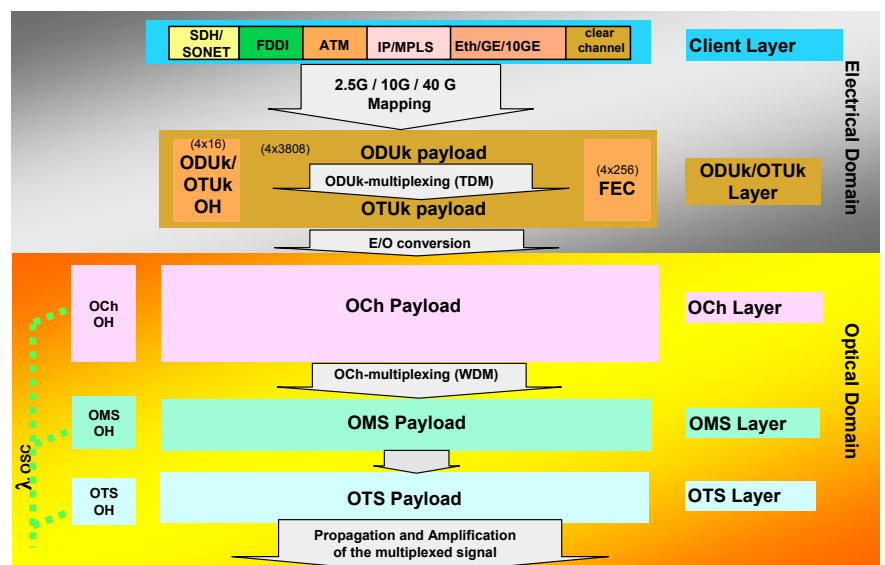 SDH/
SONET
FDDI
ATM
IP/MPLS
Eth/GE/10GE
clear
channel
Client Layer
2.5G / 10G / 40 G
Mapping
Electrical Domain
(4x16)
ODUk/
OTUk
OH
(4x3808)
ODUk payload
ODUk-multiplexing (TDM)
OTUk payload
(4x256)
FEC
ODUk/OTUk
Layer
E/O conversion
OCh
OH
OCh Payload
OCh Layer
Optical Domain
OCh-multiplexing (WDM)
OMS
OH
OMS Payload
OMS Layer
λ OSC
OTS
OH
OTS Payload
OTS Layer
Propagation and Amplification
of the multiplexed signal